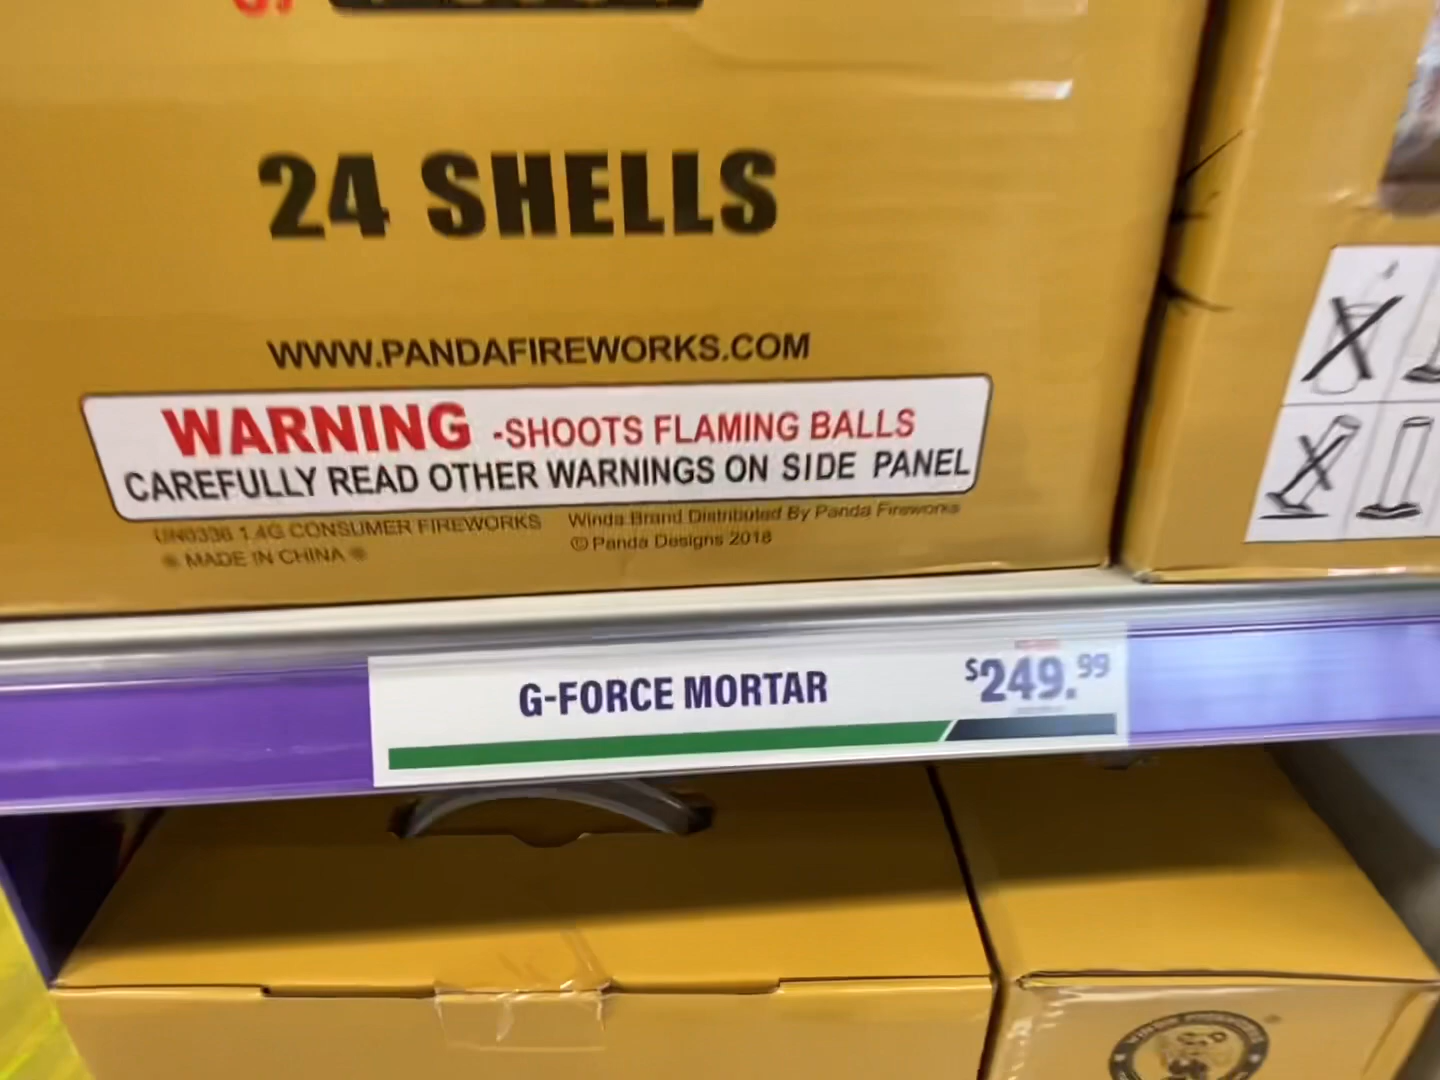 24 SHELLS
WWW.PANDAFIREWORKS.COM
WARNING -SHOOTS FLAMING BALLS
CAREFULLY READ OTHER WARNINGS ON SIDE PANEL
UN0336 1.4G CONSUMER FIREWORKS
MADE IN CHINA
Winda Brand Distributed By Panda Fireworks
© Panda Designs 2018
G-FORCE MORTAR
$249.99